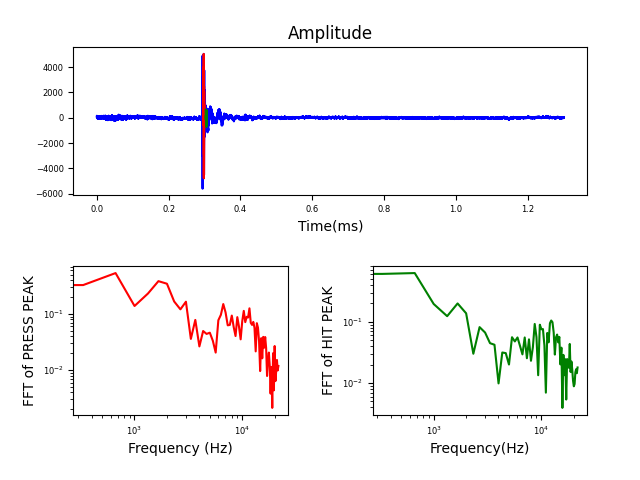 Amplitude
4000
2000
0
−2000
−4000
−6000
0.0 0.2 0.4 0.6 0.8 1.0 1.2
Time(ms)
FFT of PRESS PEAK
10⁻¹
10⁻²
10³ 10⁴
Frequency (Hz)
FFT of HIT PEAK
10⁻¹
10⁻²
10³ 10⁴
Frequency(Hz)